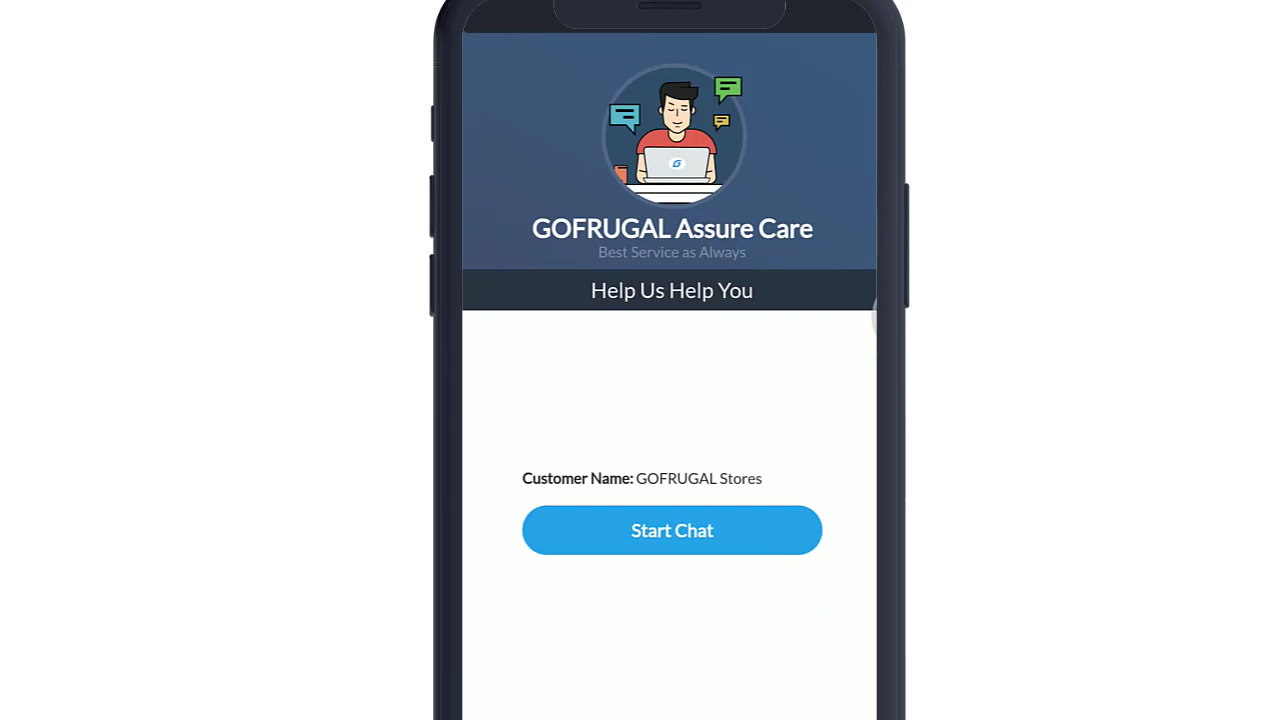 GOFRUGAL Assure Care
Best Service as Always
Help Us Help You
Customer Name: GOFRUGAL Stores
Start Chat